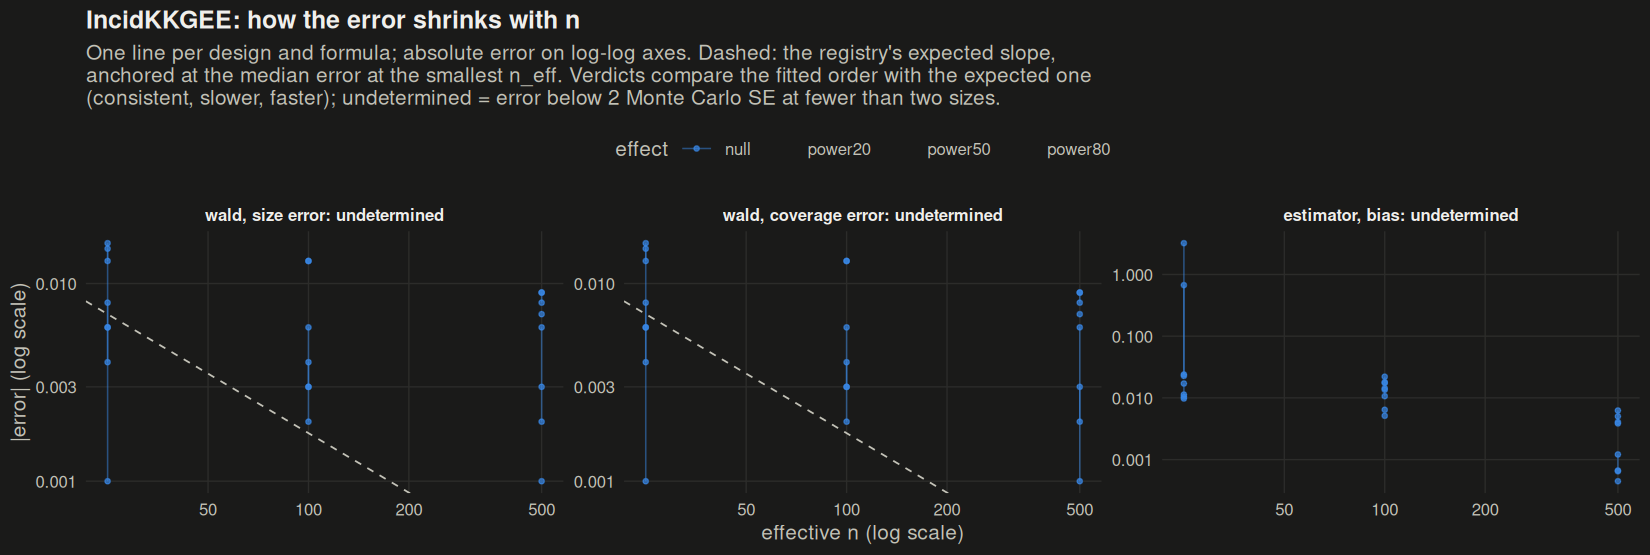 IncidKKGEE: how the error shrinks with n
One line per design and formula; absolute error on log-log axes. Dashed: the registry's expected slope,
anchored at the median error at the smallest n_eff. Verdicts compare the fitted order with the expected one
(consistent, slower, faster); undetermined = error below 2 Monte Carlo SE at fewer than two sizes.
effect null power20 power50 power80
wald, size error: undetermined
wald, coverage error: undetermined
estimator, bias: undetermined
|error| (log scale)
0.010
0.003
0.001
50 100 200 500
0.010
0.003
0.001
50 100 200 500
1.000
0.100
0.010
0.001
50 100 200 500
effective n (log scale)